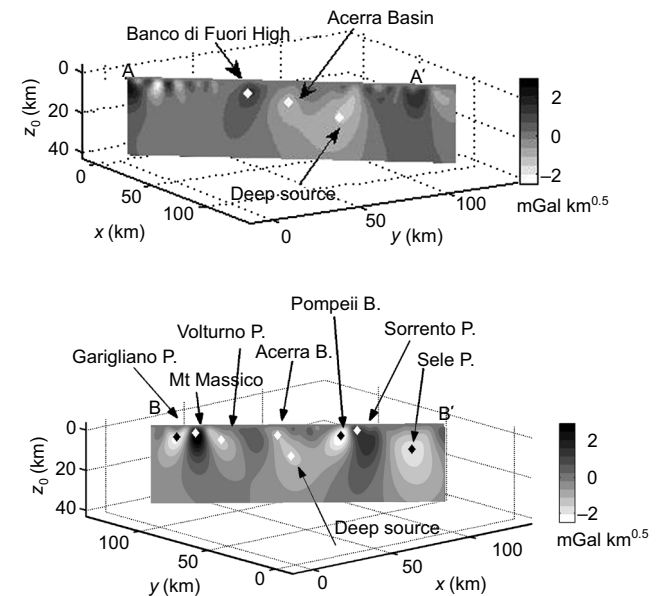 Acerra Basin
Banco di Fuori High
A A′
0
20
40
z0 (km)
0
50
100
x (km)
Deep source
0
50
100
y (km)
2
0
–2
mGal km0.5
Pompeii B.
Volturno P. Sorrento P.
Garigliano P. Acerra B. Sele P.
Mt Massico
B B′
0
20
40
z0 (km)
100
50
0
y (km)
Deep source
0
50
100
x (km)
2
0
–2
mGal km0.5